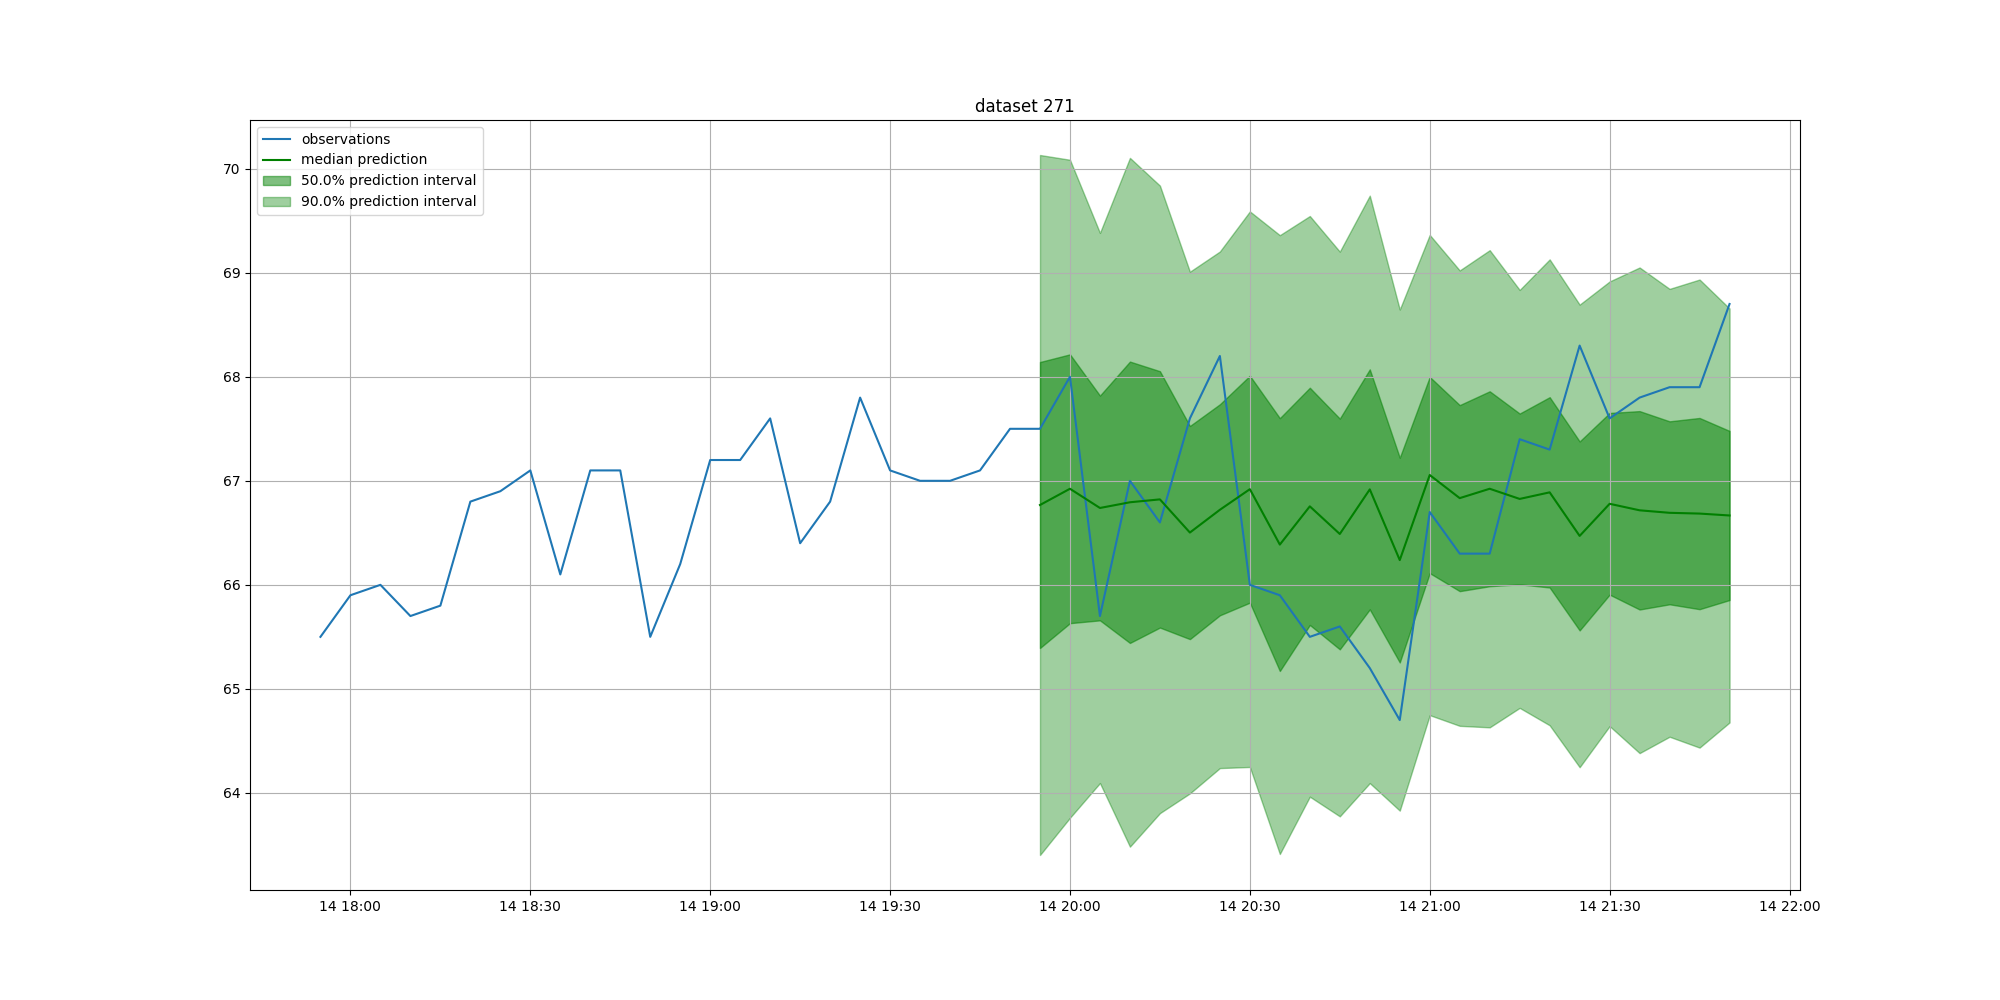 dataset 271
observations
median prediction
50.0% prediction interval
90.0% prediction interval
70
69
68
67
66
65
64
14 18:00 14 18:30 14 19:00 14 19:30 14 20:00 14 20:30 14 21:00 14 21:30 14 22:00